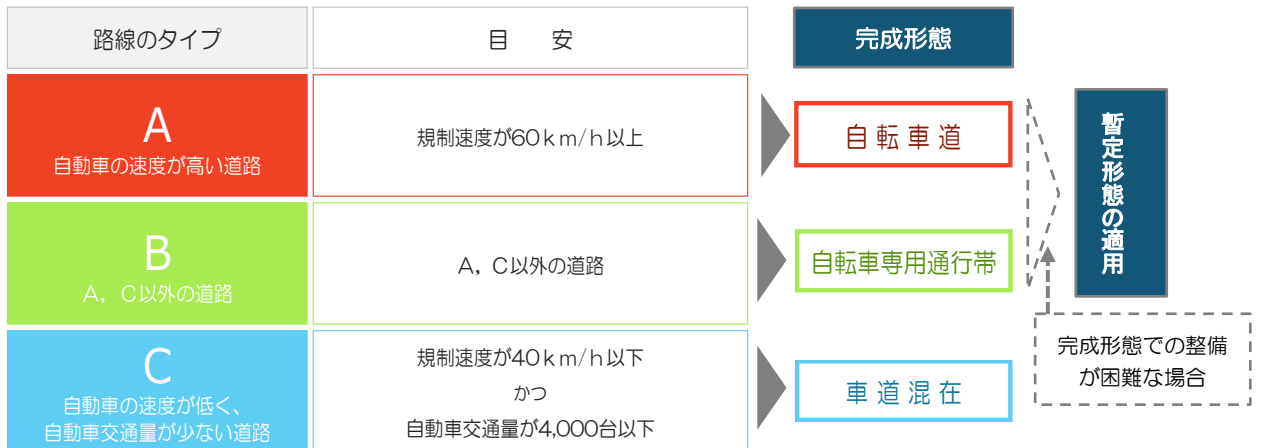 路線のタイプ
目　安
完成形態
A
自動車の速度が高い道路
規制速度が60km/h以上
自転車道
B
A，C以外の道路
A，C以外の道路
自転車専用通行帯
C
自動車の速度が低く、
自動車交通量が少ない道路
規制速度が40km/h以下
かつ
自動車交通量が4,000台以下
車道混在
暫定形態の適用
完成形態での整備
が困難な場合